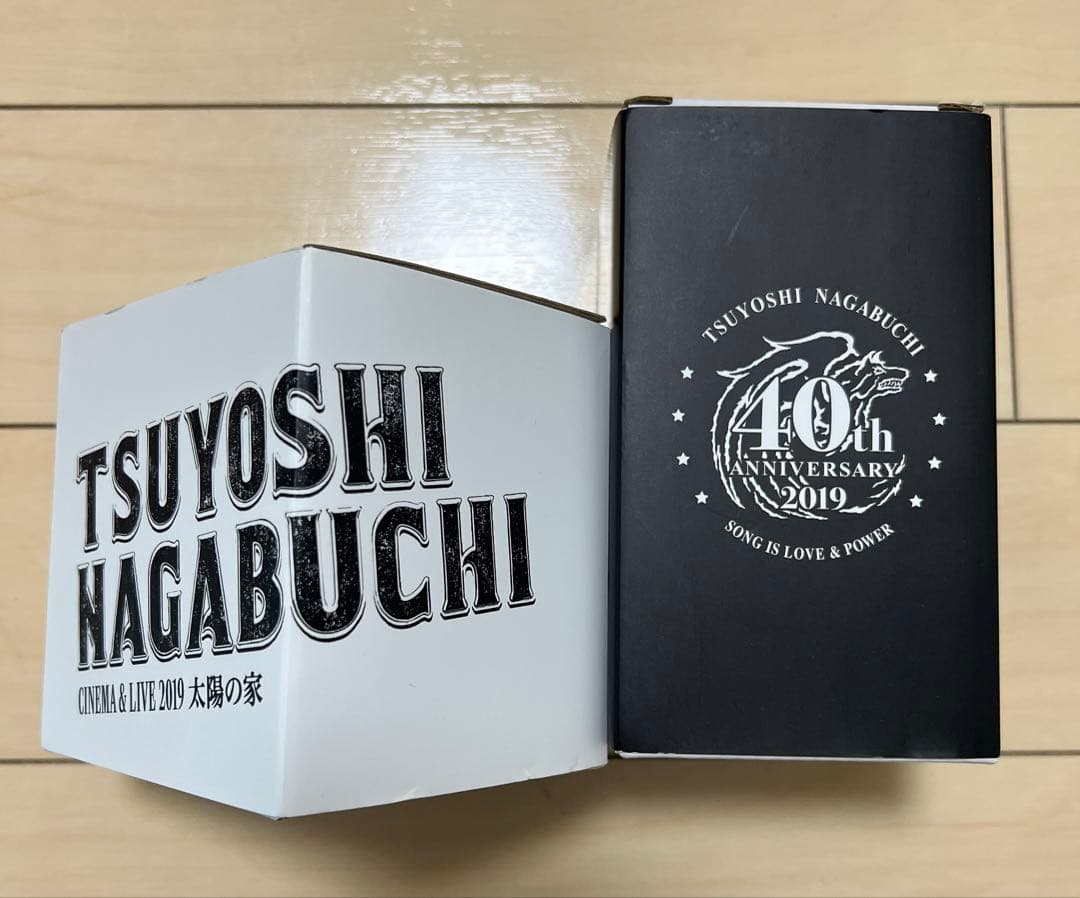 TSUYOSHI
NAGABUCHI
CINEMA & LIVE 2019 太陽の家
TSUYOSHI NAGABUCHI
40th
ANNIVERSARY
2019
SONG IS LOVE & POWER